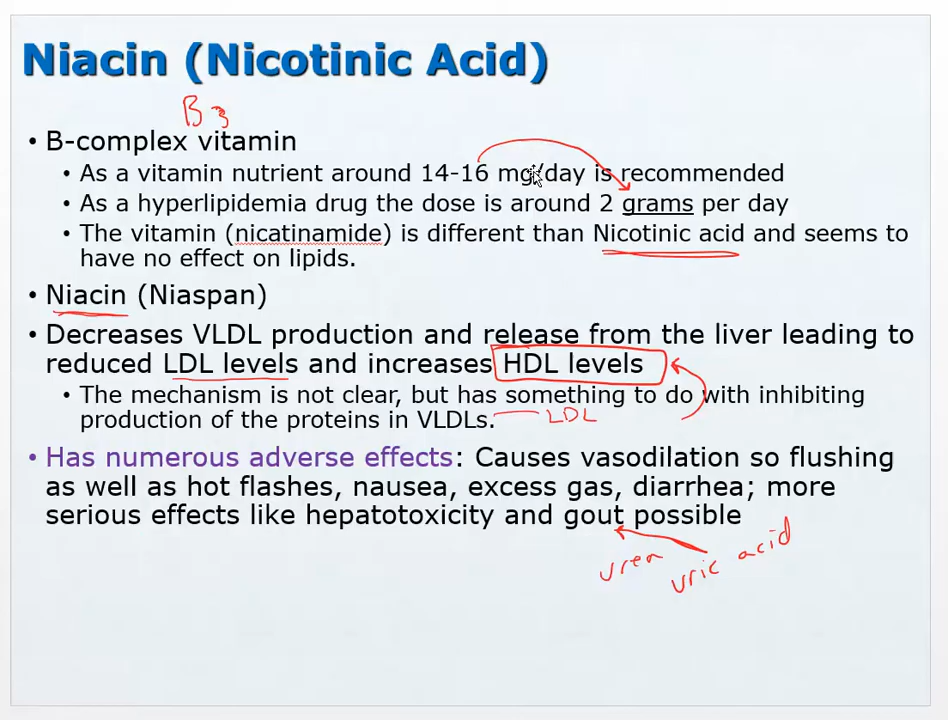 Niacin (Nicotinic Acid)
B3
• B-complex vitamin
• As a vitamin nutrient around 14-16 mg/day is recommended
• As a hyperlipidemia drug the dose is around 2 grams per day
• The vitamin (nicatinamide) is different than Nicotinic acid and seems to
have no effect on lipids.
• Niacin (Niaspan)
• Decreases VLDL production and release from the liver leading to
reduced LDL levels and increases HDL levels
• The mechanism is not clear, but has something to do with inhibiting
production of the proteins in VLDLs. LDL
• Has numerous adverse effects: Causes vasodilation so flushing
as well as hot flashes, nausea, excess gas, diarrhea; more
serious effects like hepatotoxicity and gout possible
urea uric acid